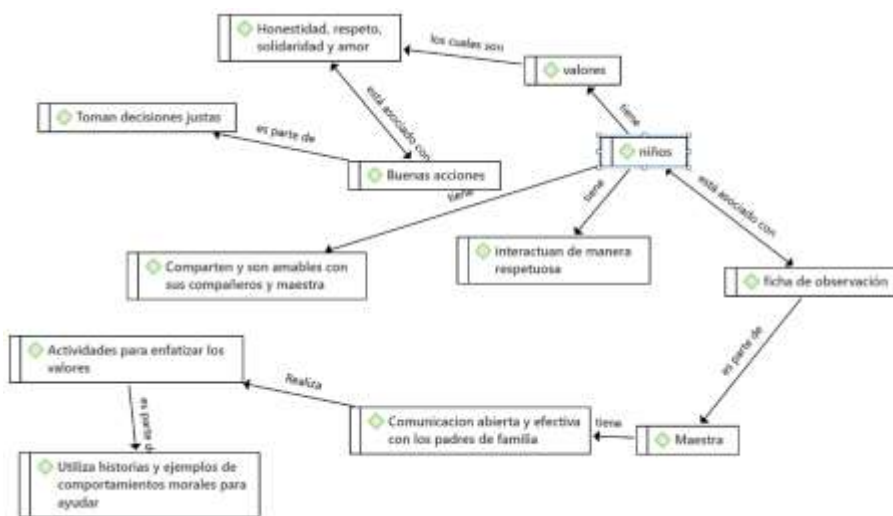 Honestidad, respeto,
solidaridad y amor
los cuales son
valores
tiene
Toman decisiones justas
es parte de
está asociado con
niños
Buenas acciones
tiene
tiene
está asociado con
Interactuan de manera
respetuosa
Comparten y son amables con
sus compañeros y maestra
ficha de observación
es parte de
Actividades para enfatizar los
valores
Realiza
Comunicacion abierta y efectiva
con los padres de familia
tiene
Maestra
es parte de
Utiliza historias y ejemplos de
comportamientos morales para
ayudar